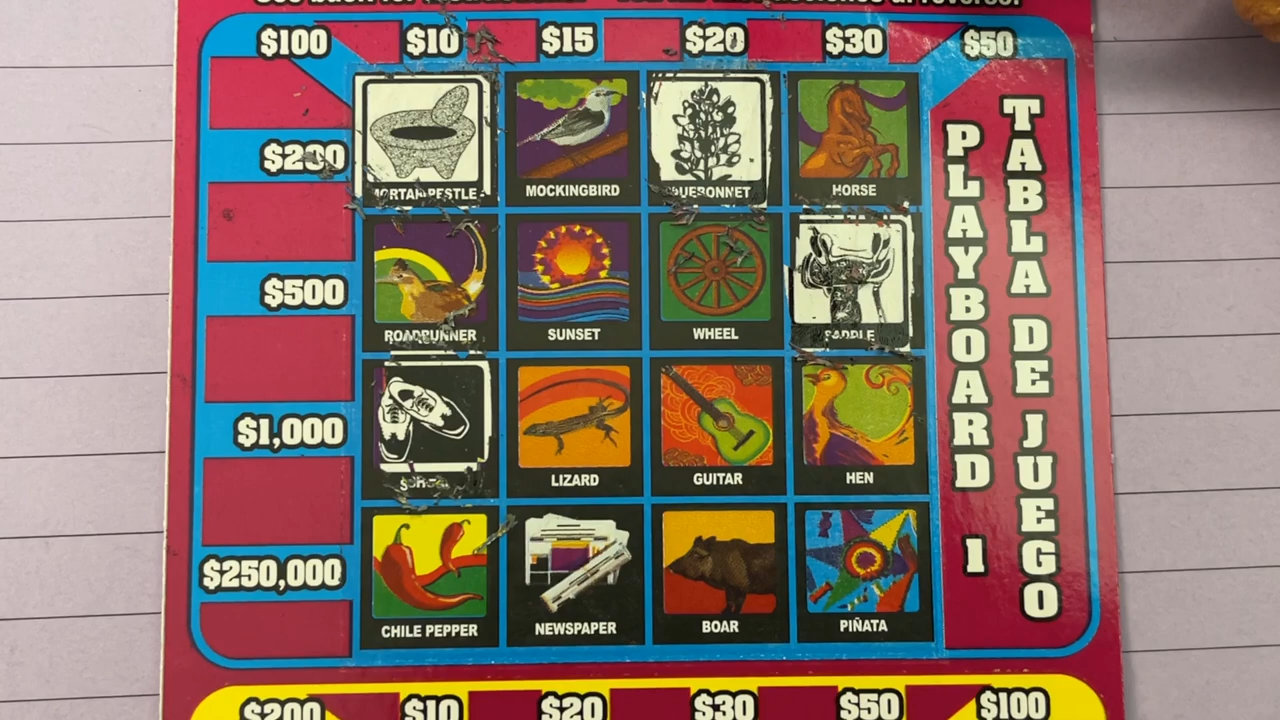 $100 $10 $15 $20 $30 $50
MOCKINGBIRD HORSE
$200
ROADRUNNER SUNSET WHEEL SADDLE
$500
LIZARD GUITAR HEN
$1,000
CHILE PEPPER NEWSPAPER BOAR PIÑATA
$250,000
PLAYBOARD 1
TABLA DE JUEGO
$200 $10 $20 $30 $50 $100